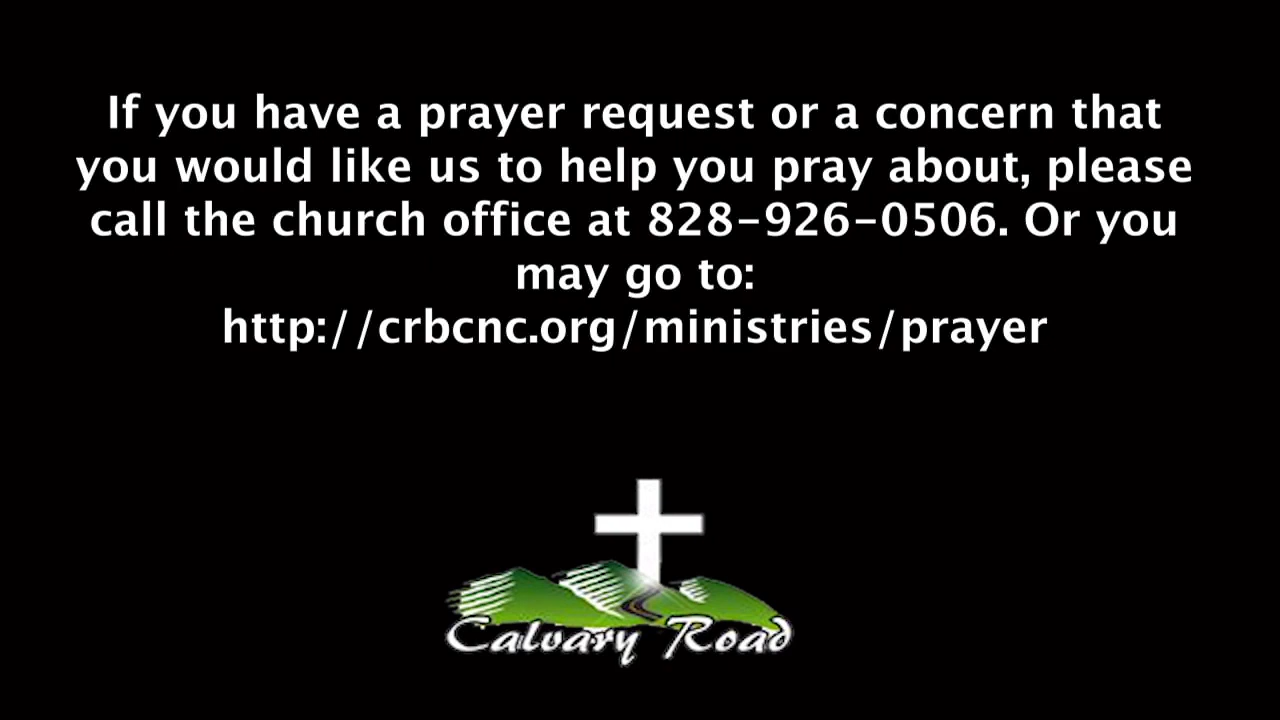 If you have a prayer request or a concern that
you would like us to help you pray about, please
call the church office at 828-926-0506. Or you
may go to:
http://crbcnc.org/ministries/prayer
Calvary Road